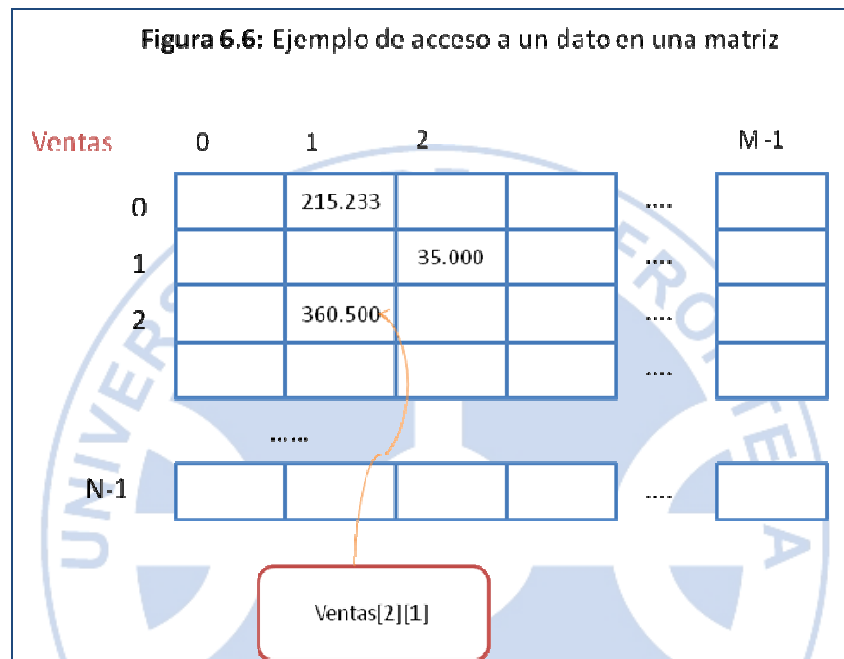 Figura 6.6: Ejemplo de acceso a un dato en una matriz
Ventas 0 1 2 M -1
0 215.233 ....
1 35.000 ....
2 360.500 ....
....
......
N-1 ....
Ventas[2][1]